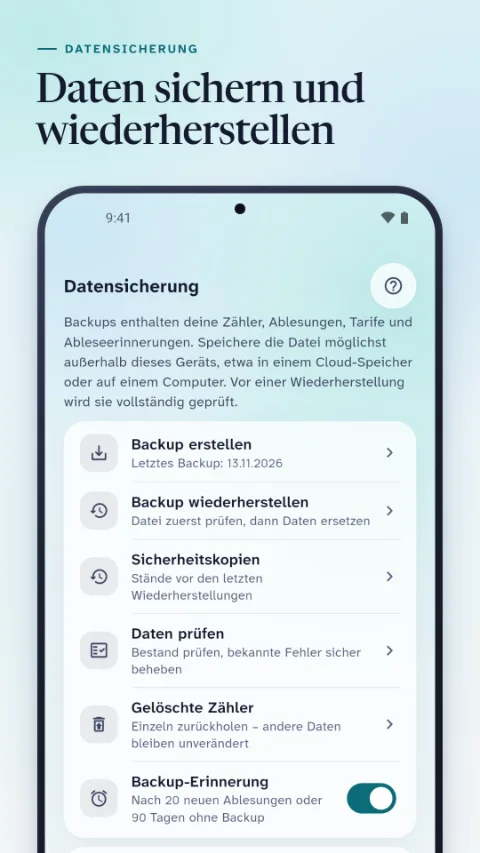 DATENSICHERUNG
Daten sichern und
wiederherstellen
9:41
Datensicherung
Backups enthalten deine Zähler, Ablesungen, Tarife und
Ableseerinnerungen. Speichere die Datei möglichst
außerhalb dieses Geräts, etwa in einem Cloud-Speicher
oder auf einem Computer. Vor einer Wiederherstellung
wird sie vollständig geprüft.
Backup erstellen
Letztes Backup: 13.11.2026
Backup wiederherstellen
Datei zuerst prüfen, dann Daten ersetzen
Sicherheitskopien
Stände vor den letzten
Wiederherstellungen
Daten prüfen
Bestand prüfen, bekannte Fehler sicher
beheben
Gelöschte Zähler
Einzeln zurückholen – andere Daten
bleiben unverändert
Backup-Erinnerung
Nach 20 neuen Ablesungen oder
90 Tagen ohne Backup